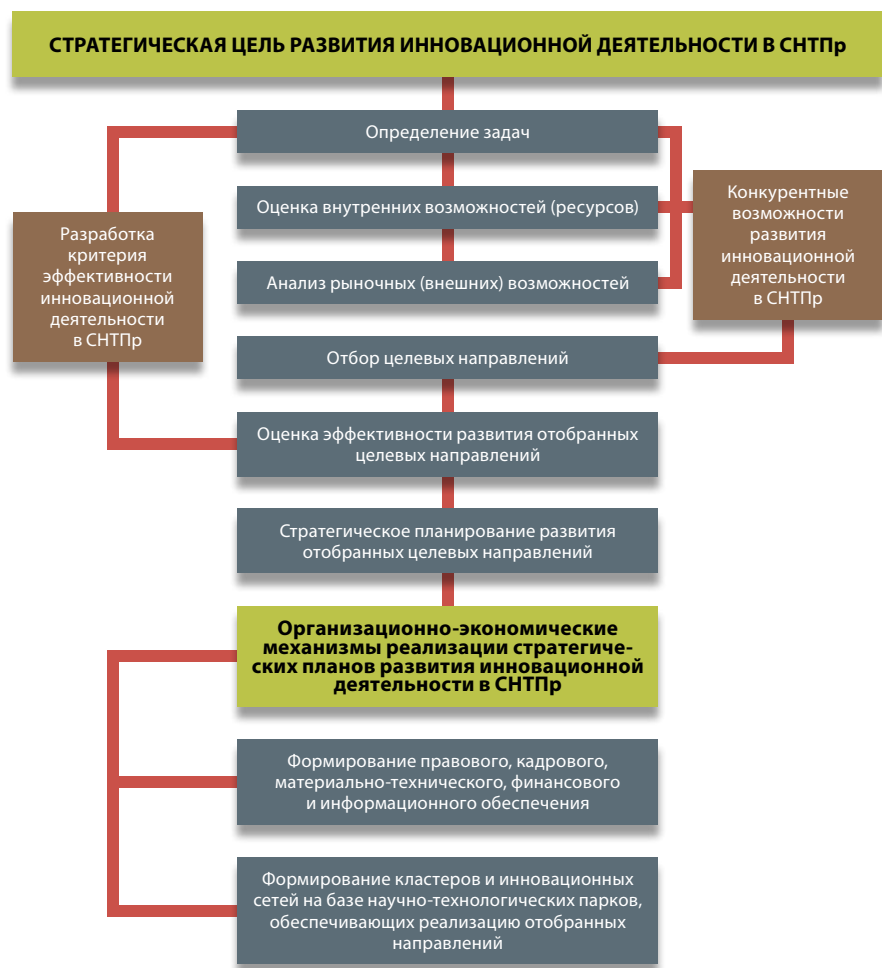 СТРАТЕГИЧЕСКАЯ ЦЕЛЬ РАЗВИТИЯ ИННОВАЦИОННОЙ ДЕЯТЕЛЬНОСТИ В СНТПр
Определение задач
Оценка внутренних возможностей (ресурсов)
Анализ рыночных (внешних) возможностей
Конкурентные
возможности
развития
инновационной
деятельности
в СНТПр
Разработка
критерия
эффективности
инновационной
деятельности
в СНТПр
Отбор целевых направлений
Оценка эффективности развития отобранных
целевых направлений
Стратегическое планирование развития
отобранных целевых направлений
Организационно-экономические
механизмы реализации стратегиче-
ских планов развития инновационной
деятельности в СНТПр
Формирование правового, кадрового,
материально-технического, финансового
и информационного обеспечения
Формирование кластеров и инновационных
сетей на базе научно-технологических парков,
обеспечивающих реализацию отобранных
направлений